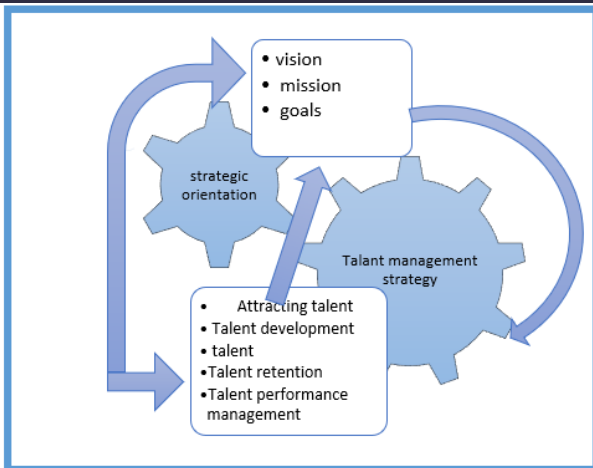 • vision
• mission
• goals
strategic
orientation
Talant management
strategy
• Attracting talent
• Talent development
• talent
•Talent retention
•Talent performance
management